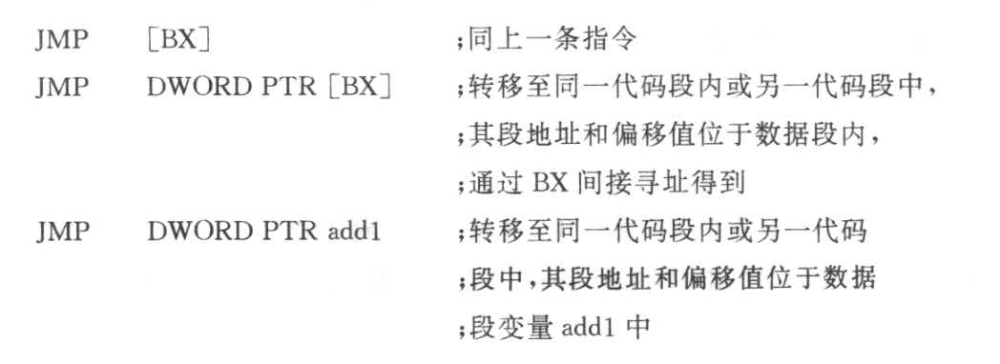 JMP [BX] ;同上一条指令
JMP DWORD PTR [BX] ;转移至同一代码段内或另一代码段中,
;其段地址和偏移值位于数据段内,
;通过 BX 间接寻址得到
JMP DWORD PTR add1 ;转移至同一代码段内或另一代码
;段中,其段地址和偏移值位于数据
;段变量 add1 中